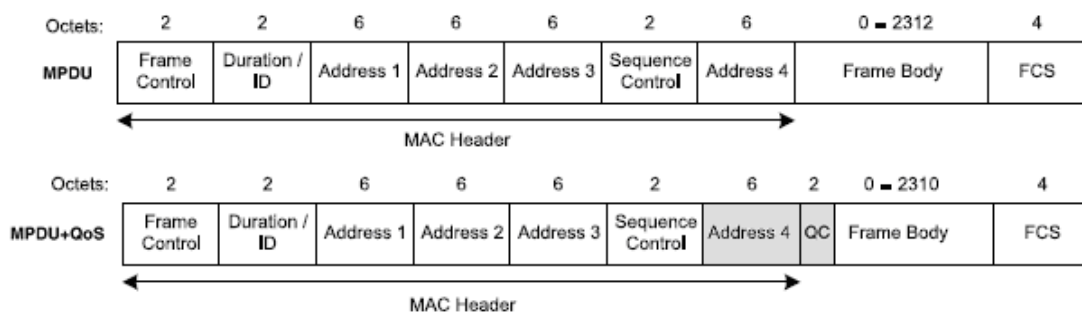 Octets: 2 2 6 6 6 2 6 0 - 2312 4
MPDU Frame Control Duration / ID Address 1 Address 2 Address 3 Sequence Control Address 4 Frame Body FCS
MAC Header
Octets: 2 2 6 6 6 2 6 2 0 - 2310 4
MPDU+QoS Frame Control Duration / ID Address 1 Address 2 Address 3 Sequence Control Address 4 QC Frame Body FCS
MAC Header